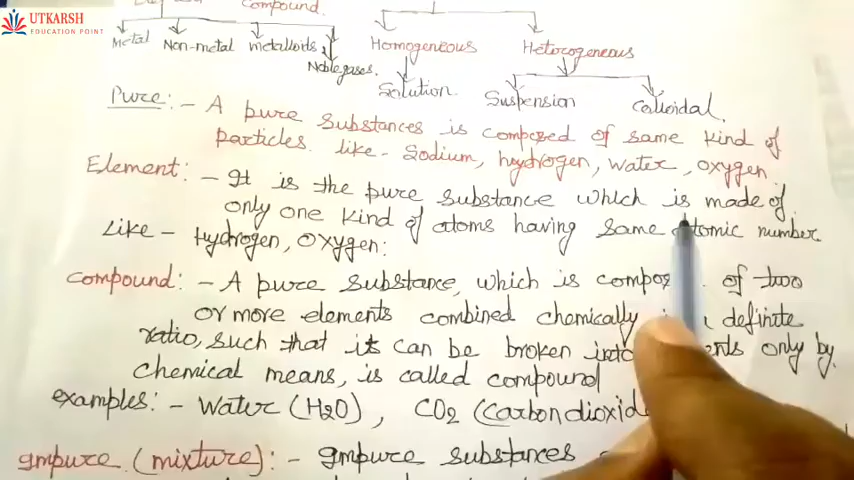 UTKARSH
EDUCATION POINT
Compound.
Metal Non-metal metalloids Noble gases.
Homogeneous Heterogeneous
Solution. Suspension Colloidal.
Pure:- A pure substances is composed of same kind of
particles. like- Sodium, hydrogen, water, oxygen
Element:- It is the pure substance which is made of
only one kind of atoms having same atomic number
Like- Hydrogen, Oxygen:
Compound:- A pure substance, which is of two
or more elements combined chemically definite
ratio, such that it can be broken into only by
chemical means, is called compound
examples:- Water (H2O), CO2 (Carbondioxid
Impure (mixture):- Impure substances